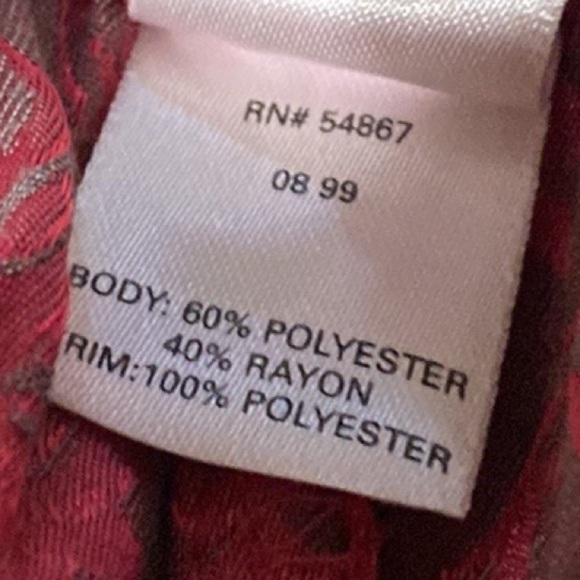 RN# 54867
08 99
BODY: 60% POLYESTER
40% RAYON
RIM:100% POLYESTER